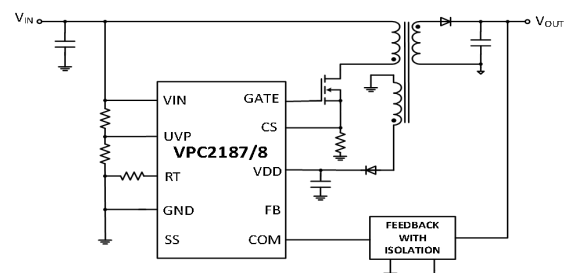 VIN VOUT
VIN GATE
UVP CS
VPC2187/8
RT VDD
GND FB
SS COM
FEEDBACK
WITH
ISOLATION